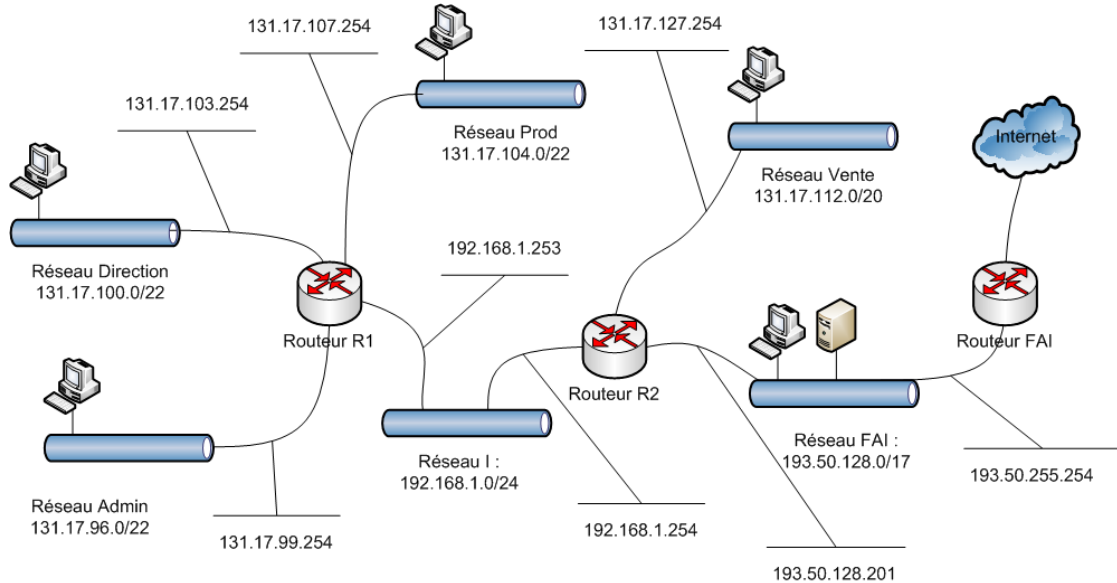 131.17.107.254
131.17.127.254
131.17.103.254
Réseau Prod
131.17.104.0/22
Internet
Réseau Vente
131.17.112.0/20
192.168.1.253
Réseau Direction
131.17.100.0/22
Routeur R1
Routeur FAI
Routeur R2
Réseau I :
192.168.1.0/24
Réseau FAI :
193.50.128.0/17
193.50.255.254
Réseau Admin
131.17.96.0/22
131.17.99.254
192.168.1.254
193.50.128.201